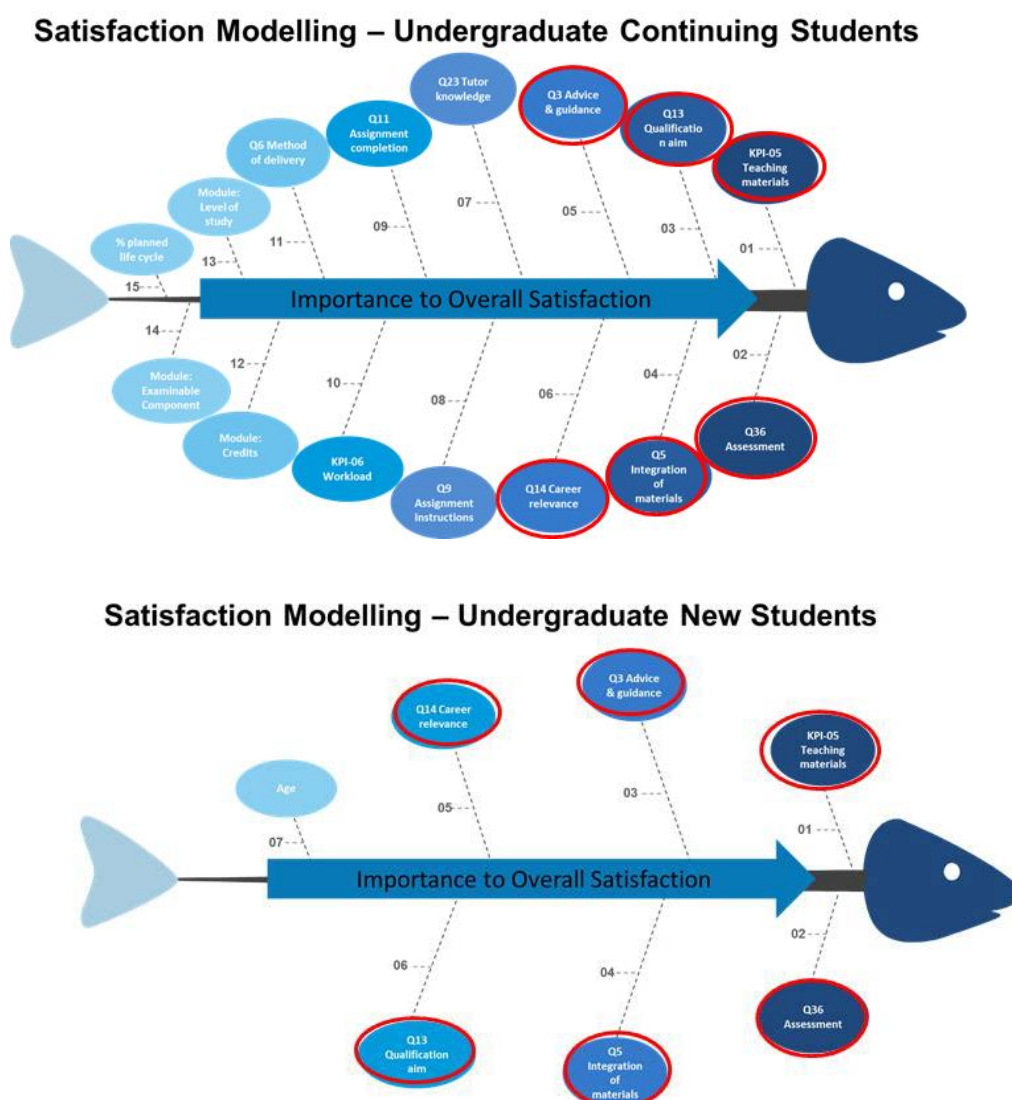 Satisfaction Modelling – Undergraduate Continuing Students
Q23 Tutor
knowledge
Q3 Advice
& guidance
Q13
Qualificatio
n aim
Q11
Assignment
completion
Q6 Method
of delivery
KPI-05
Teaching
materials
Module:
Level of
study
% planned
life cycle
07
05
03
09
11
01
13
15
Importance to Overall Satisfaction
14
12
10
08
06
04
02
Module:
Examinable
Component
Module:
Credits
KPI-06
Workload
Q9
Assignment
instructions
Q14 Career
relevance
Q5
Integration
of
materials
Q36
Assessment
Satisfaction Modelling – Undergraduate New Students
Q3 Advice
& guidance
Q14 Career
relevance
KPI-05
Teaching
materials
Age
03
05
01
07
Importance to Overall Satisfaction
02
06
04
Q36
Assessment
Q13
Qualification
aim
Q5
Integration
of
materials